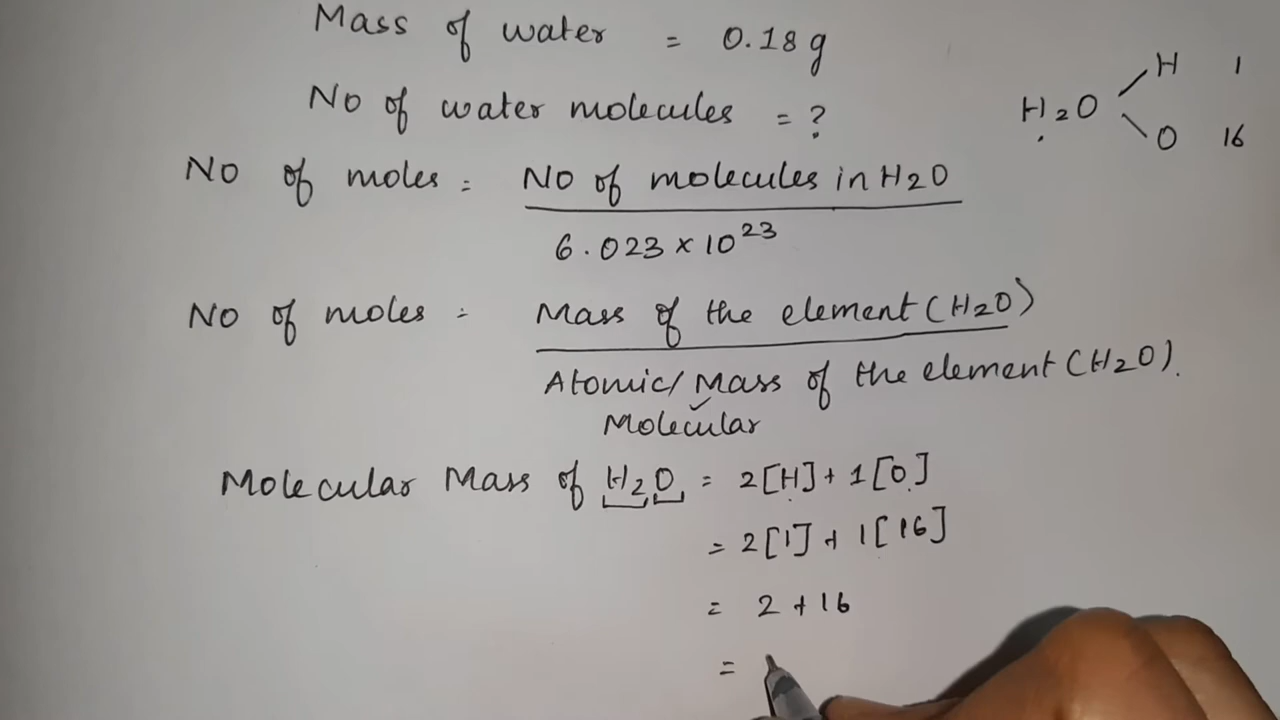 Mass of water = 0.18g
No of water molecules = ?
H2O
H 1
O 16
No of moles = No of molecules in H2O
6.023 × 10^23
No of moles = Mass of the element (H2O)
Atomic/ Mass of the element (H2O).
Molecular
Molecular Mass of H2O = 2[H] + 1[O]
= 2[1] + 1[16]
= 2 + 16
=